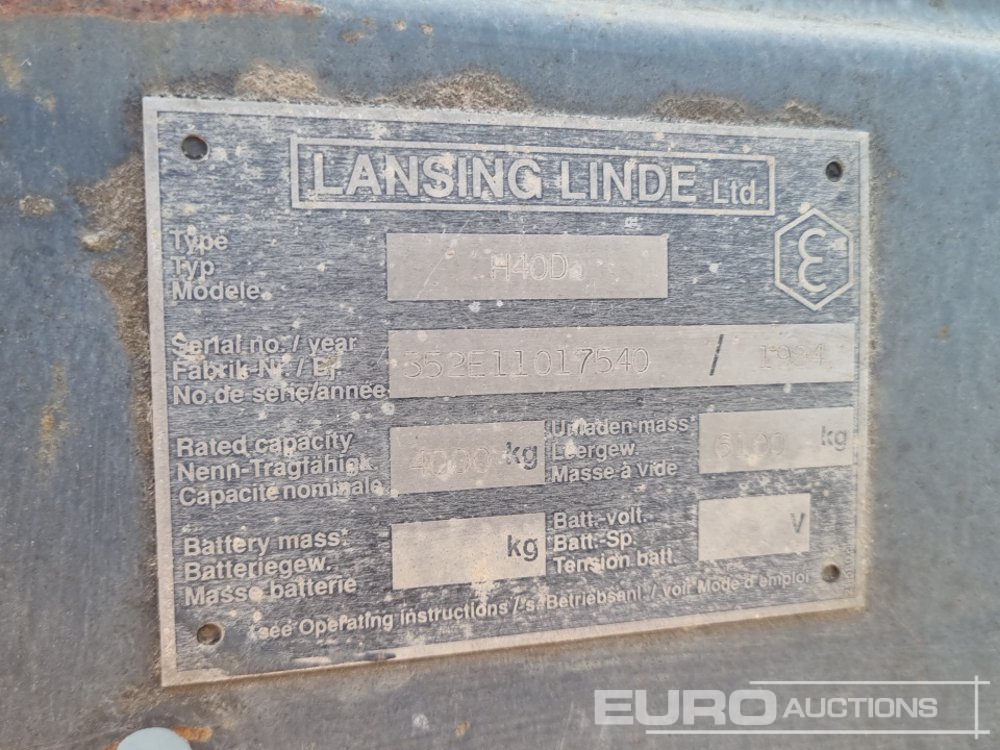 LANSING LINDE Ltd.
Type
Typ
Modele
H40D
Serial no. / year
Fabrik-Nr. / Bj.
No. de serie/année
352E11017540 / 1994
Rated capacity
Nenn-Tragfähigk.
Capacite nominale
4000 kg
Unladen mass*
Leergew.
Masse à vide
6100 kg
Battery mass*
Batteriegew.
Masse batterie
kg
Batt.-volt.
Batt.-Sp.
Tension batt.
V
*see Operating instructions / s. Betriebsanl. / voir Mode d'emploi
EURO AUCTIONS